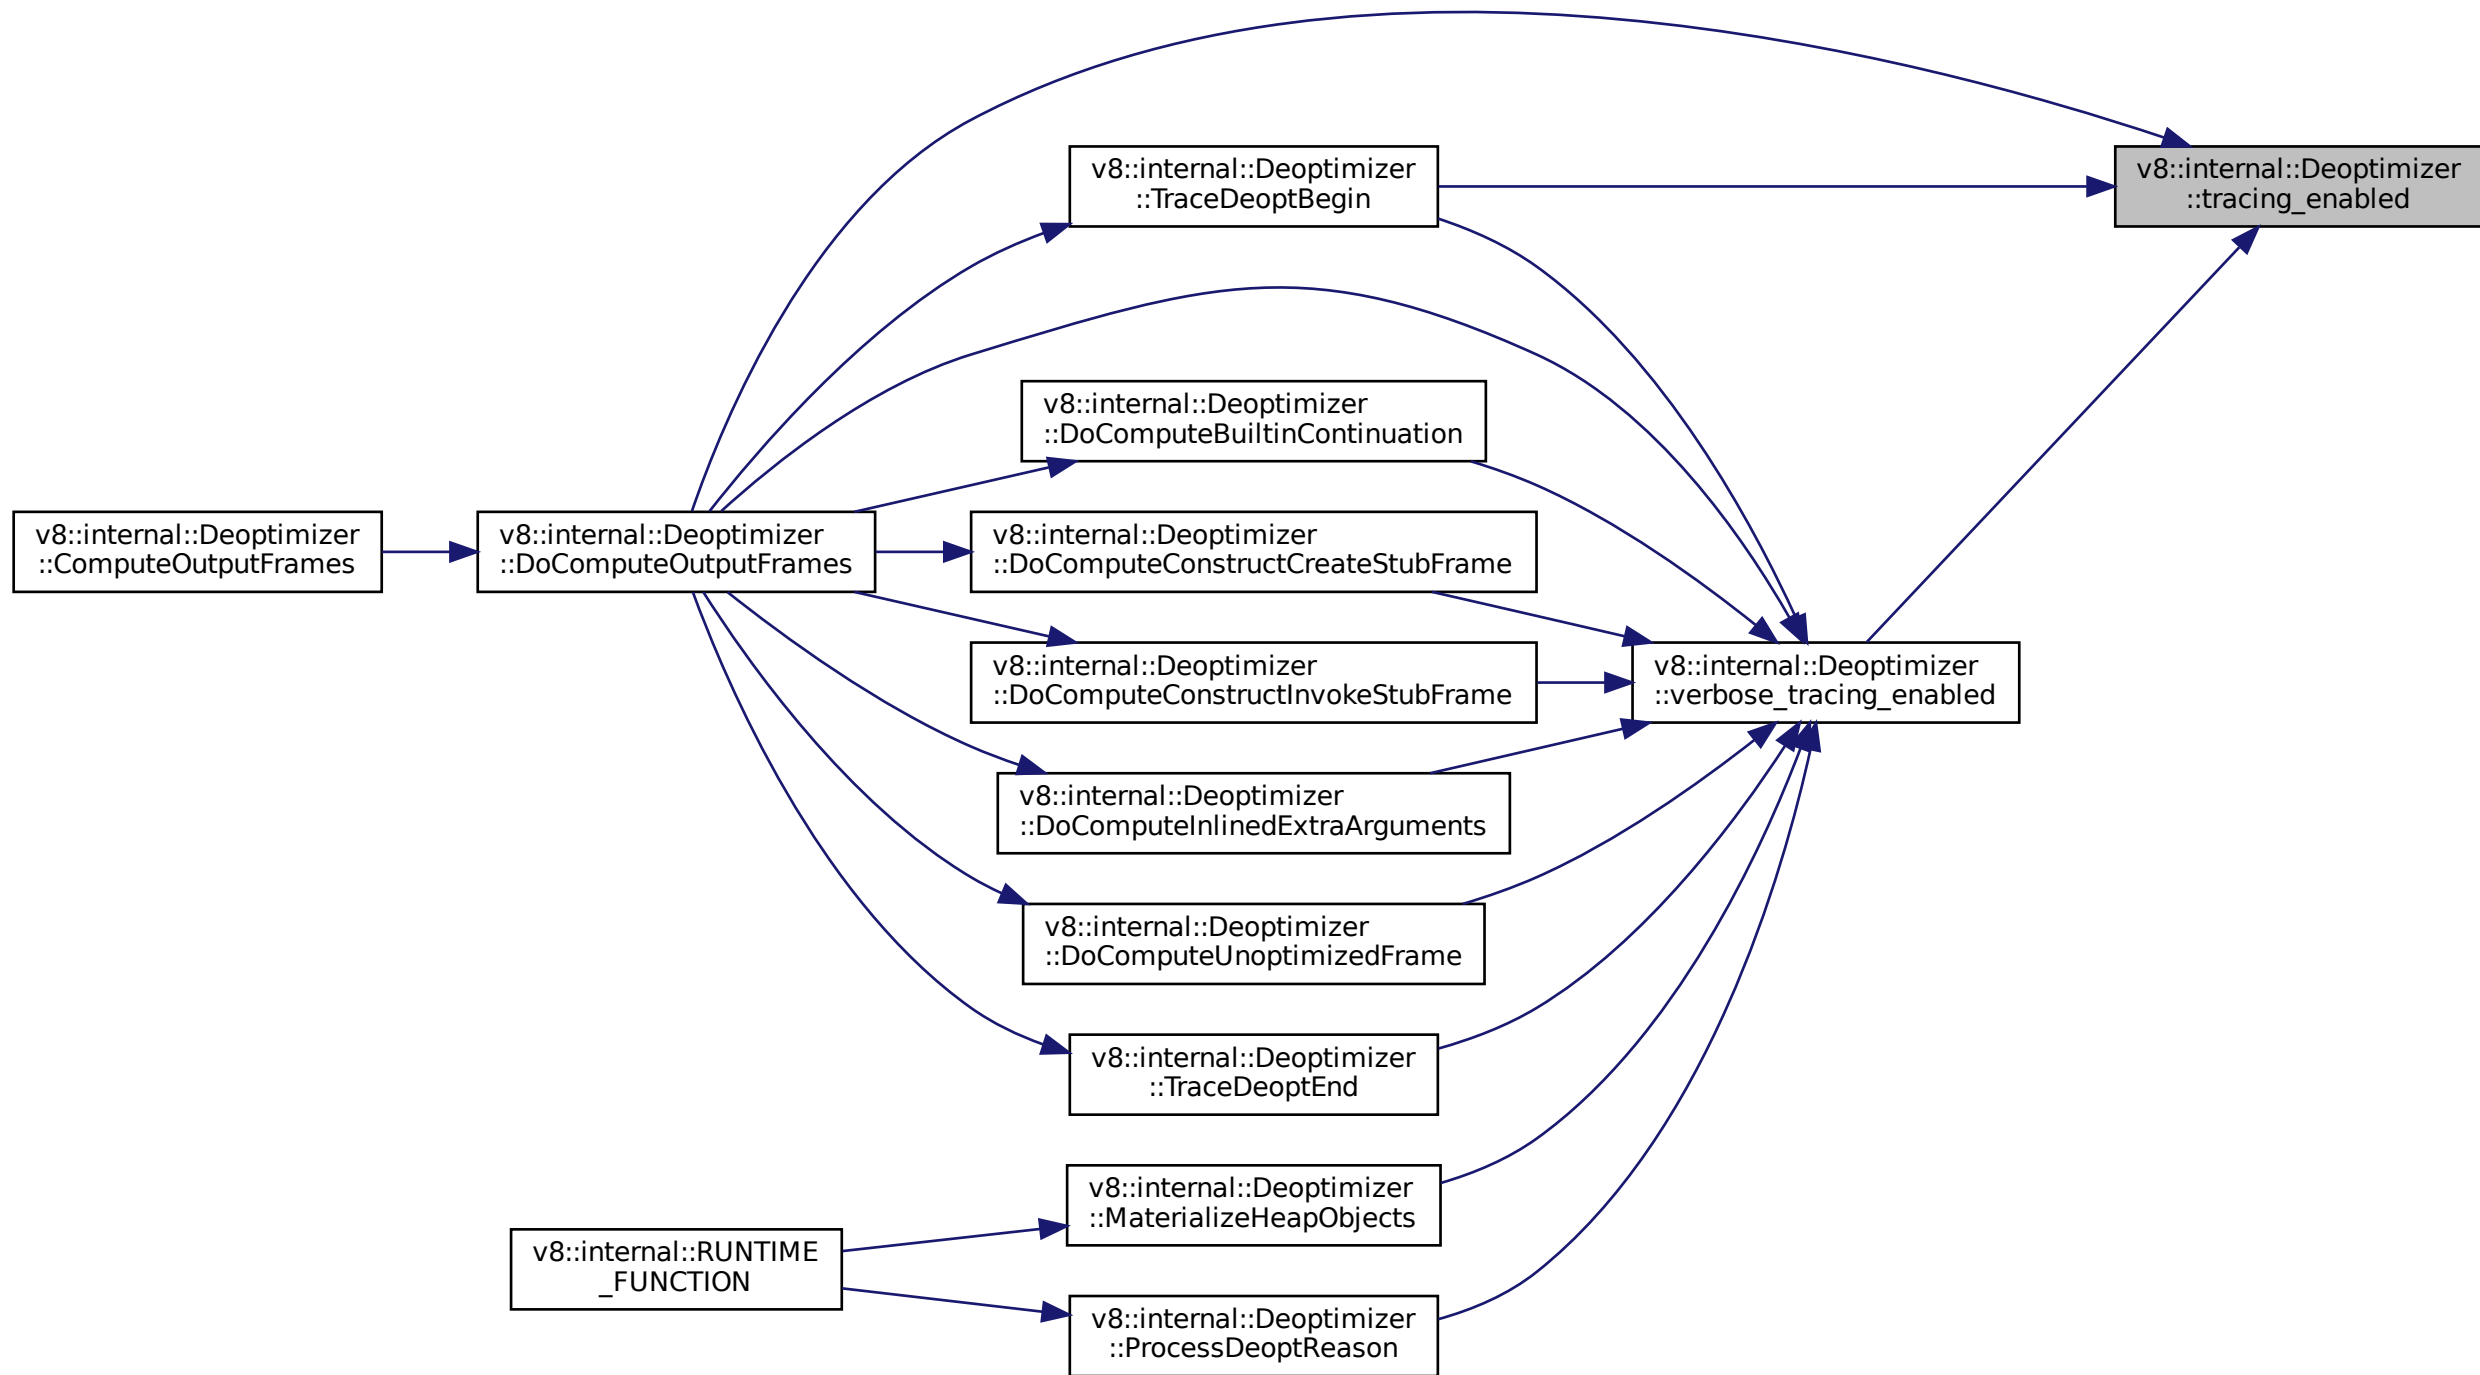 v8::internal::Deoptimizer
::tracing_enabled
v8::internal::Deoptimizer
::TraceDeoptBegin
v8::internal::Deoptimizer
::DoComputeBuiltinContinuation
v8::internal::Deoptimizer
::ComputeOutputFrames
v8::internal::Deoptimizer
::DoComputeOutputFrames
v8::internal::Deoptimizer
::DoComputeConstructCreateStubFrame
v8::internal::Deoptimizer
::DoComputeConstructInvokeStubFrame
v8::internal::Deoptimizer
::verbose_tracing_enabled
v8::internal::Deoptimizer
::DoComputeInlinedExtraArguments
v8::internal::Deoptimizer
::DoComputeUnoptimizedFrame
v8::internal::Deoptimizer
::TraceDeoptEnd
v8::internal::Deoptimizer
::MaterializeHeapObjects
v8::internal::RUNTIME
_FUNCTION
v8::internal::Deoptimizer
::ProcessDeoptReason